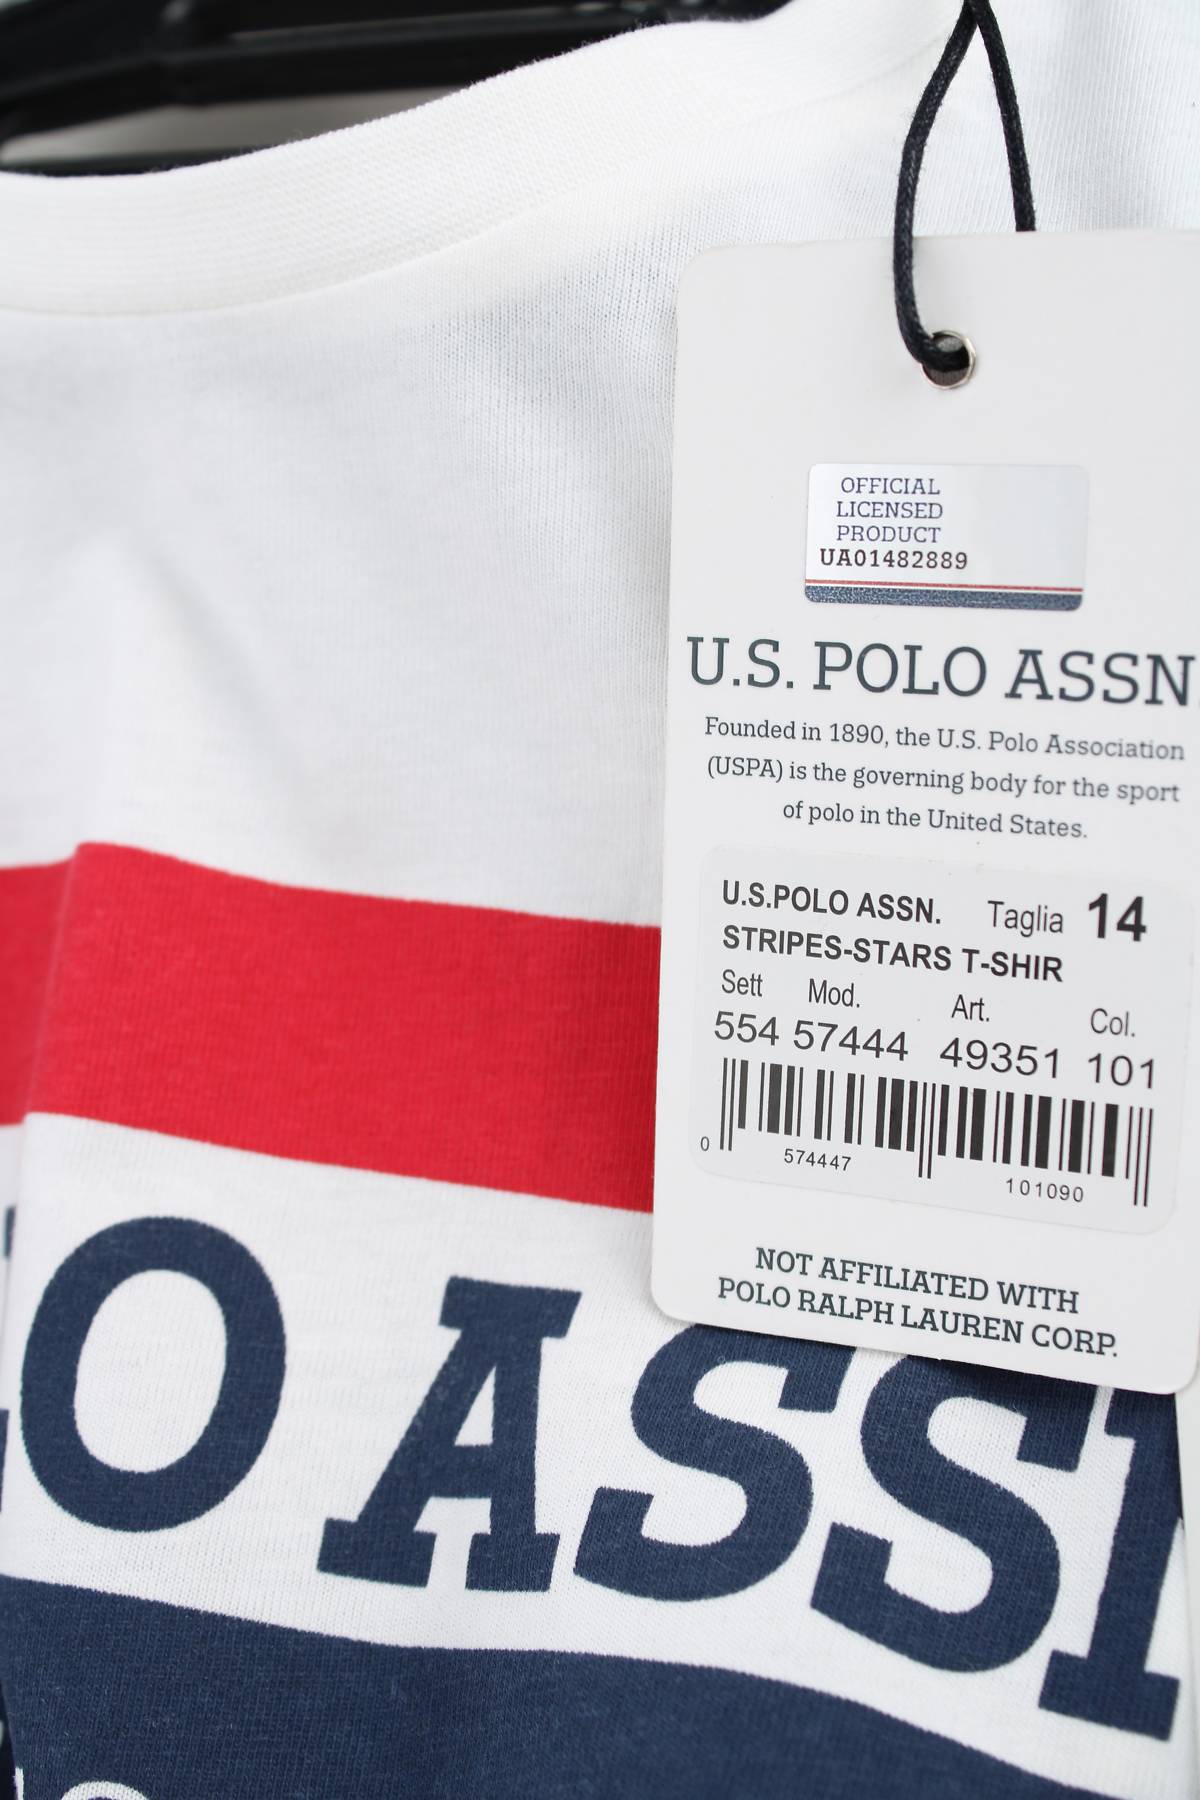 OFFICIAL
LICENSED
PRODUCT
UA01482889
U.S. POLO ASSN.
Founded in 1890, the U.S. Polo Association
(USPA) is the governing body for the sport
of polo in the United States.
U.S.POLO ASSN. Taglia 14
STRIPES-STARS T-SHIR
Sett Mod. Art. Col.
554 57444 49351 101
0 574447 101090
NOT AFFILIATED WITH
POLO RALPH LAUREN CORP.
O ASS